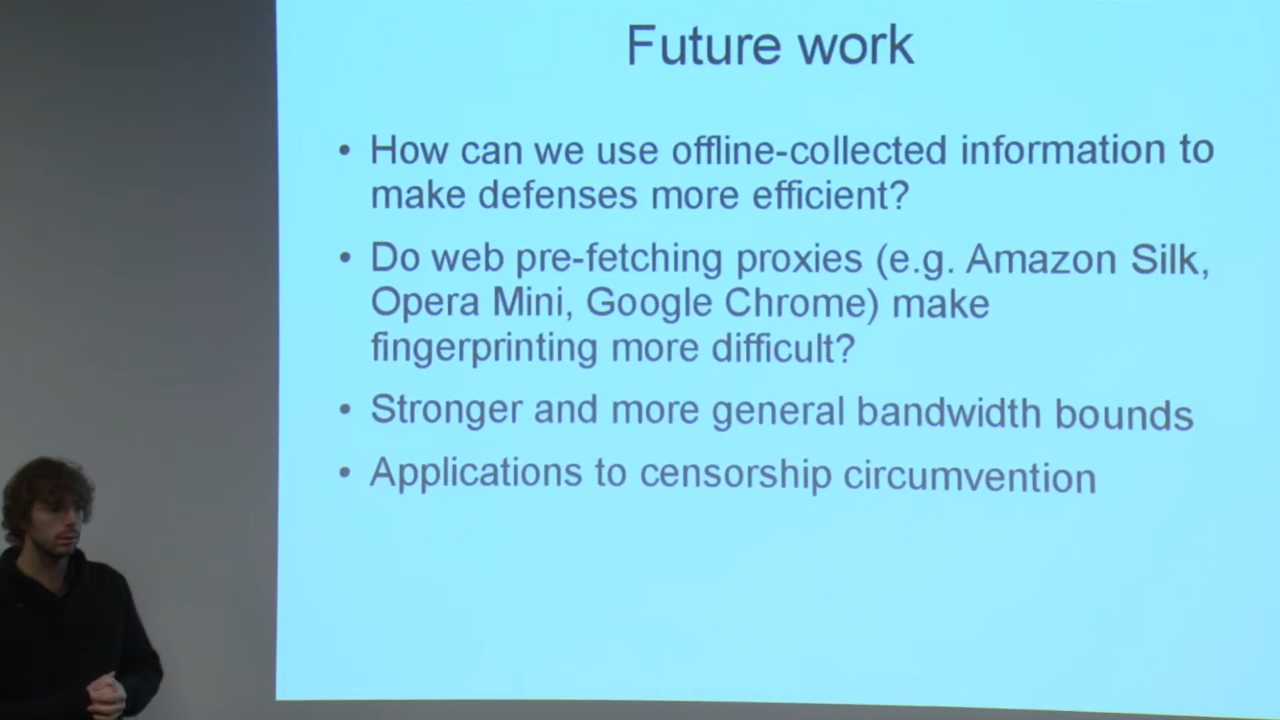 Future work
• How can we use offline-collected information to
make defenses more efficient?
• Do web pre-fetching proxies (e.g. Amazon Silk,
Opera Mini, Google Chrome) make
fingerprinting more difficult?
• Stronger and more general bandwidth bounds
• Applications to censorship circumvention